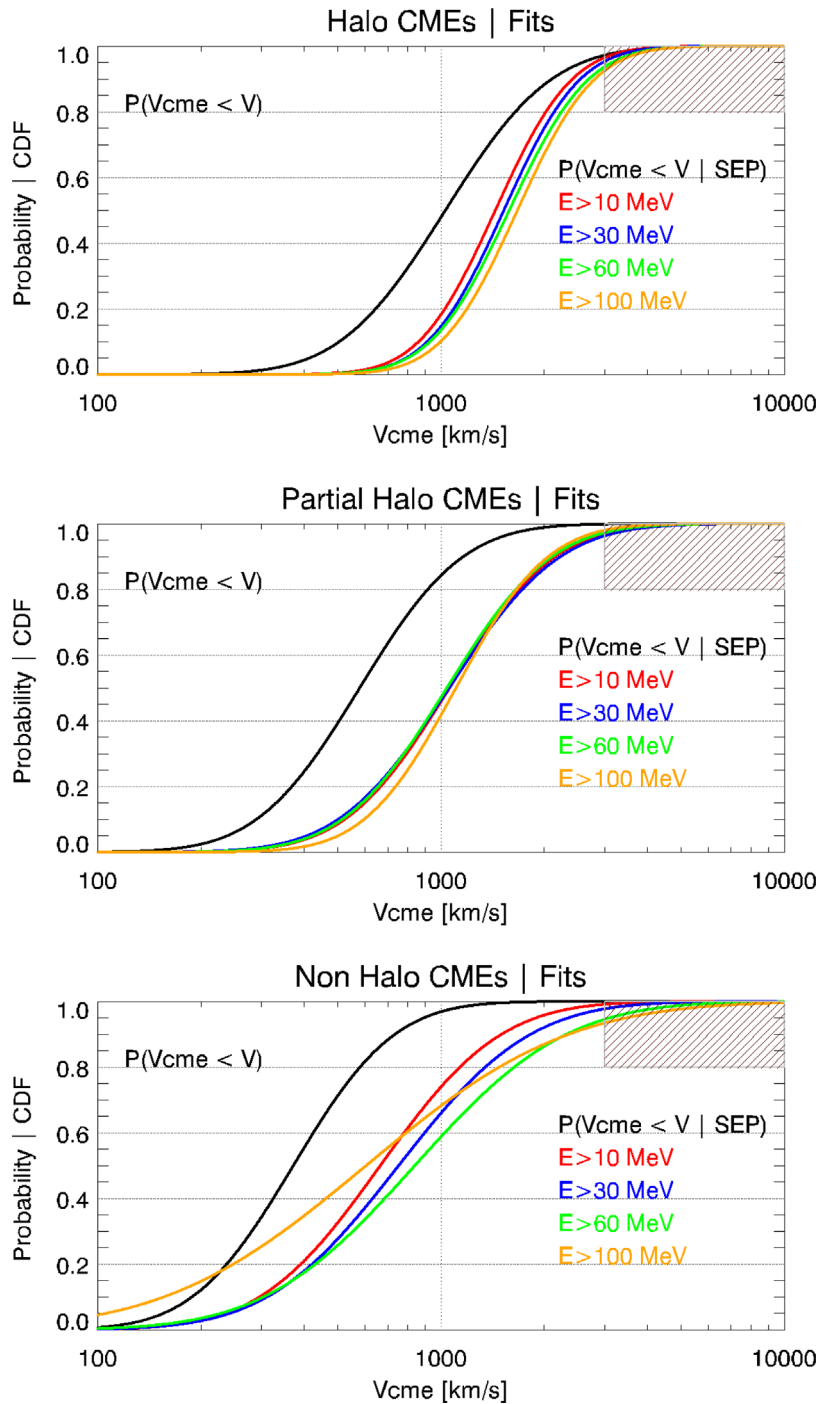 Halo CMEs | Fits
1.0
P(Vcme < V)
0.8
P(Vcme < V | SEP)
0.6
E>10 MeV
E>30 MeV
0.4
E>60 MeV
E>100 MeV
0.2
0.0
Probability | CDF
100
1000
10000
Vcme [km/s]
Partial Halo CMEs | Fits
1.0
P(Vcme < V)
0.8
P(Vcme < V | SEP)
0.6
E>10 MeV
E>30 MeV
0.4
E>60 MeV
E>100 MeV
0.2
0.0
Probability | CDF
100
1000
10000
Vcme [km/s]
Non Halo CMEs | Fits
1.0
P(Vcme < V)
0.8
P(Vcme < V | SEP)
0.6
E>10 MeV
E>30 MeV
0.4
E>60 MeV
E>100 MeV
0.2
0.0
Probability | CDF
100
1000
10000
Vcme [km/s]